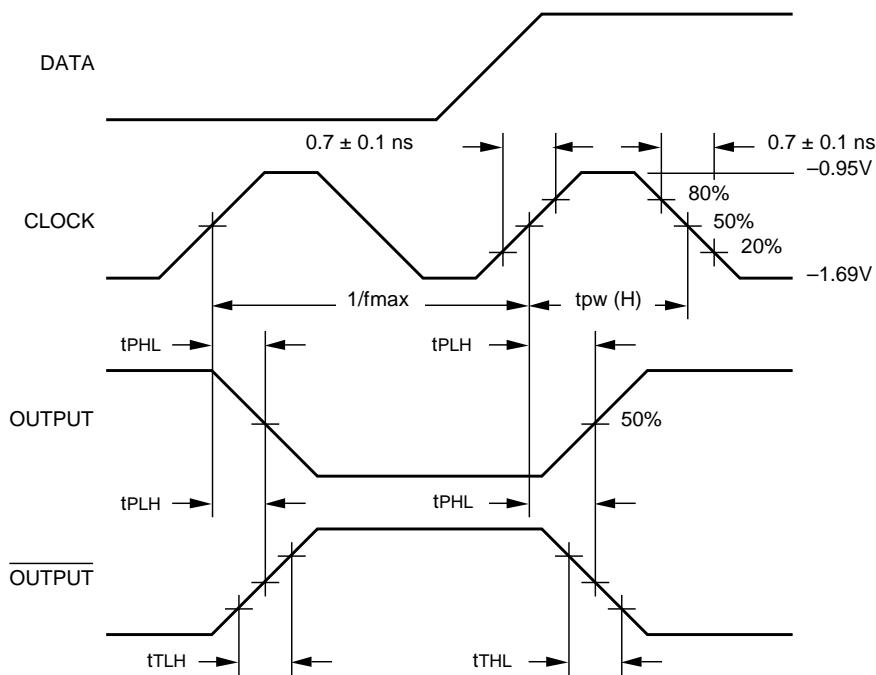 DATA
0.7 ± 0.1 ns
0.7 ± 0.1 ns
–0.95V
80%
CLOCK
50%
20%
–1.69V
1/fmax
tpw (H)
tPHL
tPLH
OUTPUT
50%
tPLH
tPHL
OUTPUT
tTLH
tTHL